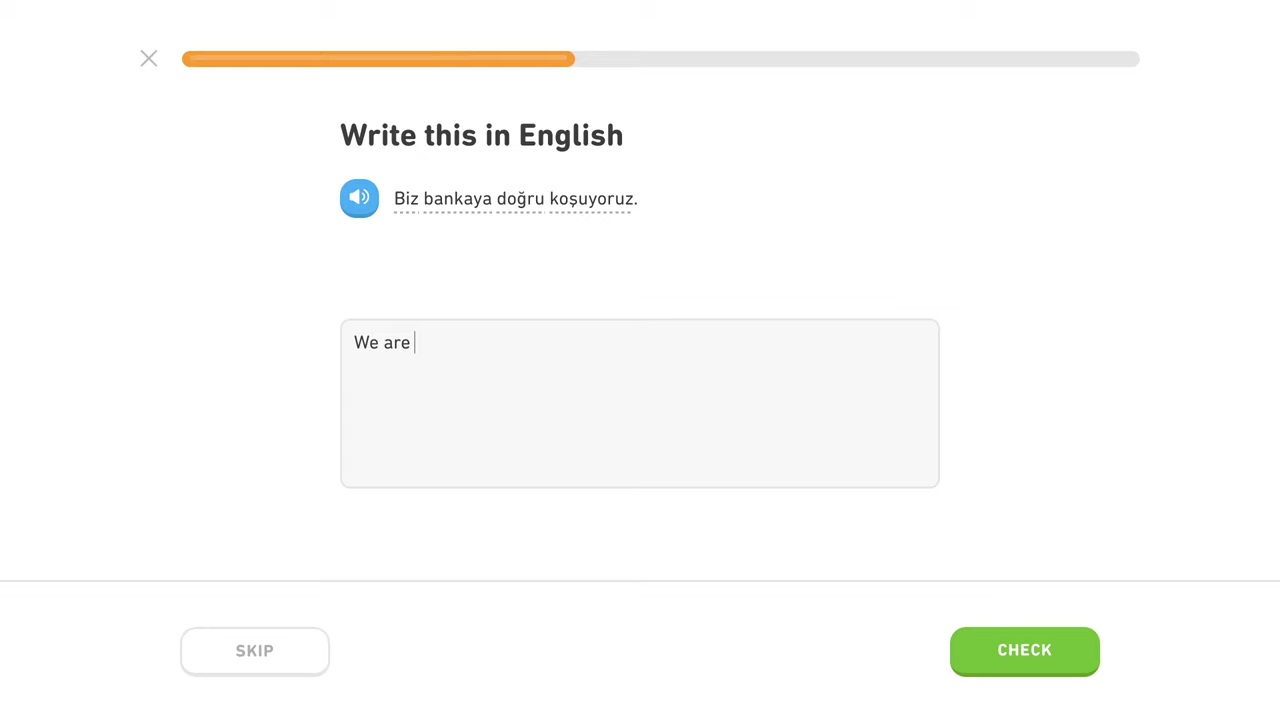 Write this in English
Biz bankaya doğru koşuyoruz.
We are
SKIP
CHECK